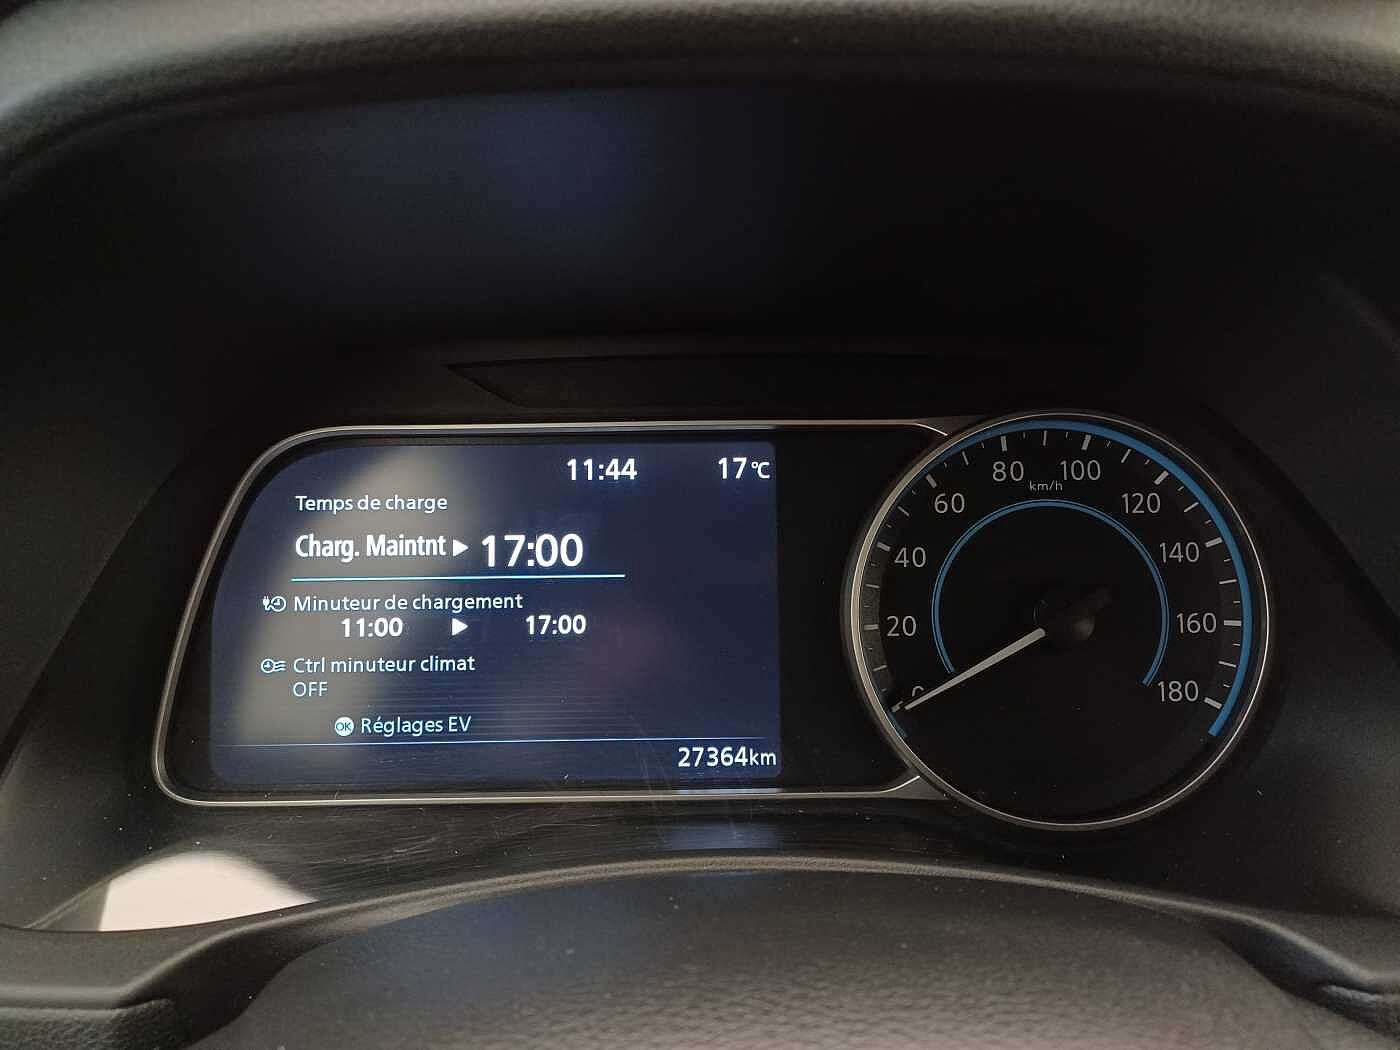 11:44 17°C
Temps de charge
Charg. Maintnt ▶ 17:00
Minuteur de chargement
11:00 ▶ 17:00
Ctrl minuteur climat
OFF
OK Réglages EV
27364km
0 20 40 60 80 100 120 140 160 180
km/h